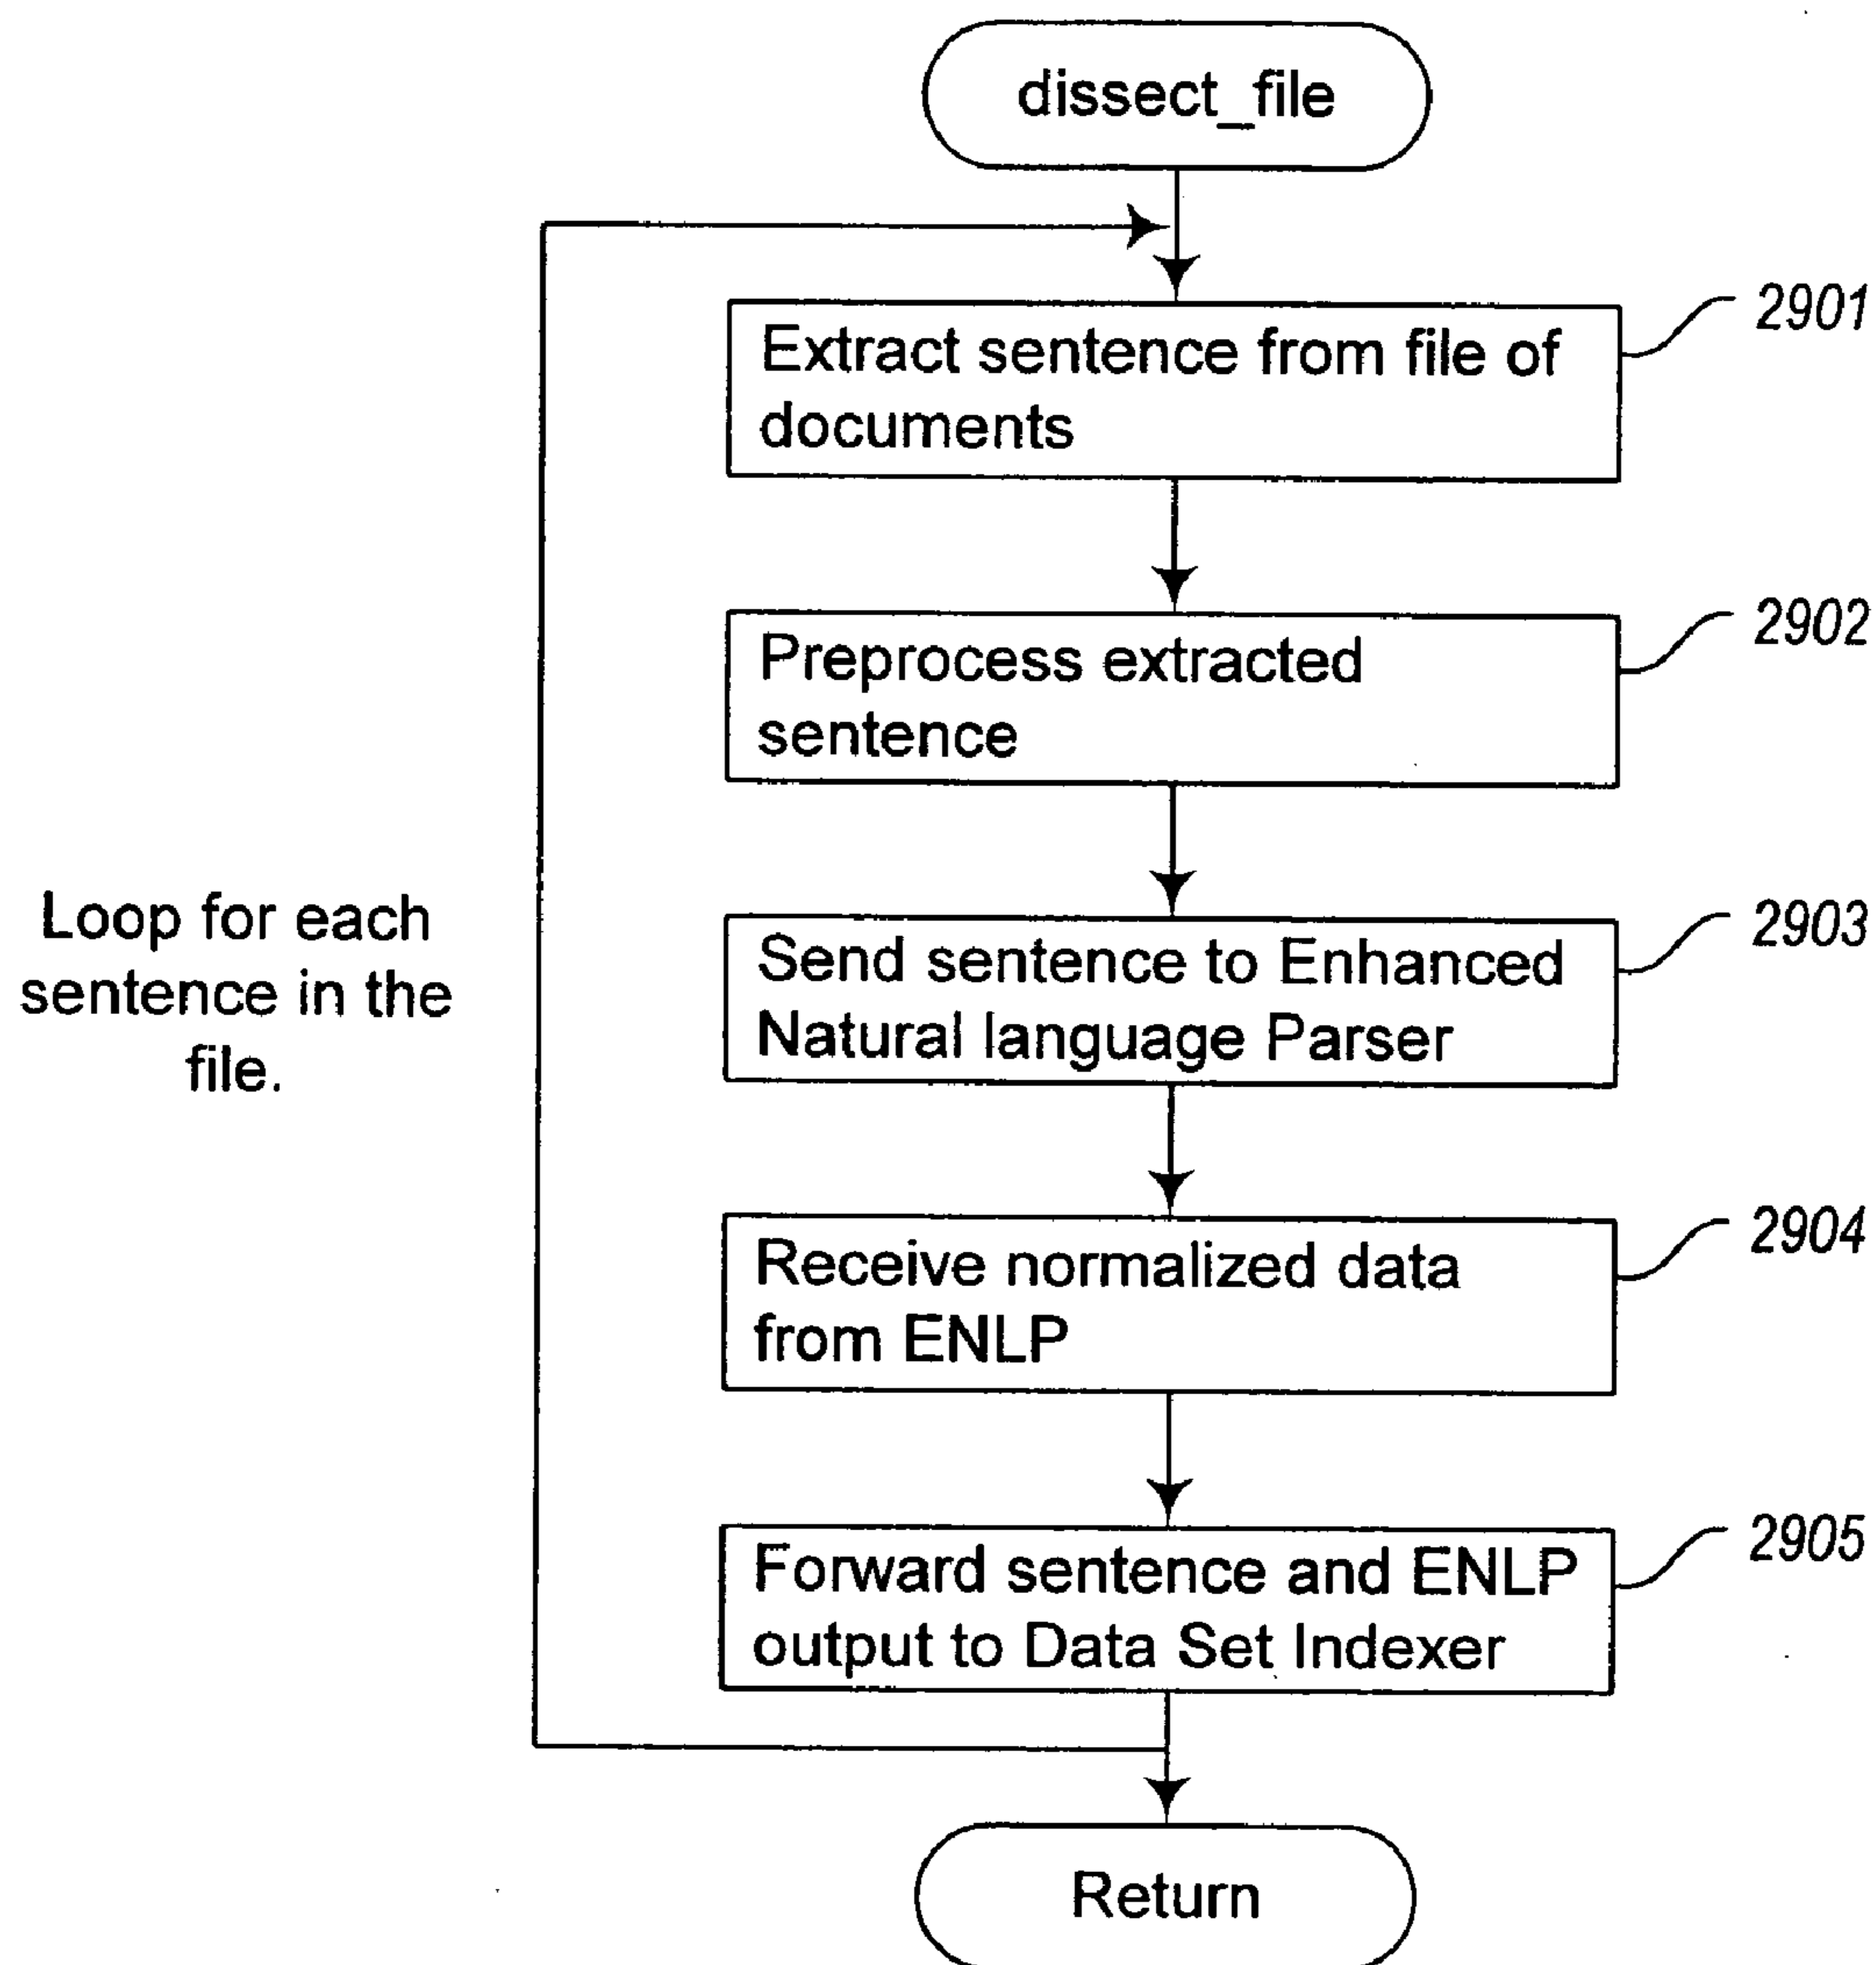 dissect_file
Extract sentence from file of
documents
2901
Preprocess extracted
sentence
2902
Loop for each
sentence in the
file.
Send sentence to Enhanced
Natural language Parser
2903
Receive normalized data
from ENLP
2904
Forward sentence and ENLP
output to Data Set Indexer
2905
Return